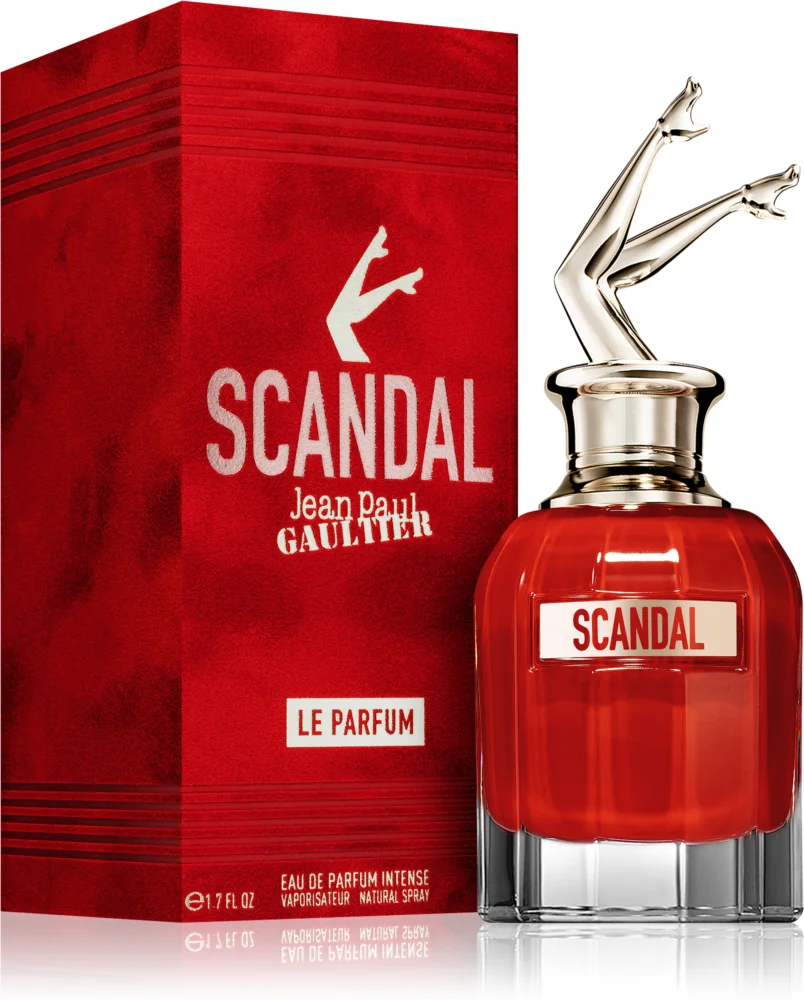 SCANDAL
Jean Paul
GAULTIER
LE PARFUM
EAU DE PARFUM INTENSE
℮1.7 FL OZ VAPORISATEUR NATURAL SPRAY
SCANDAL